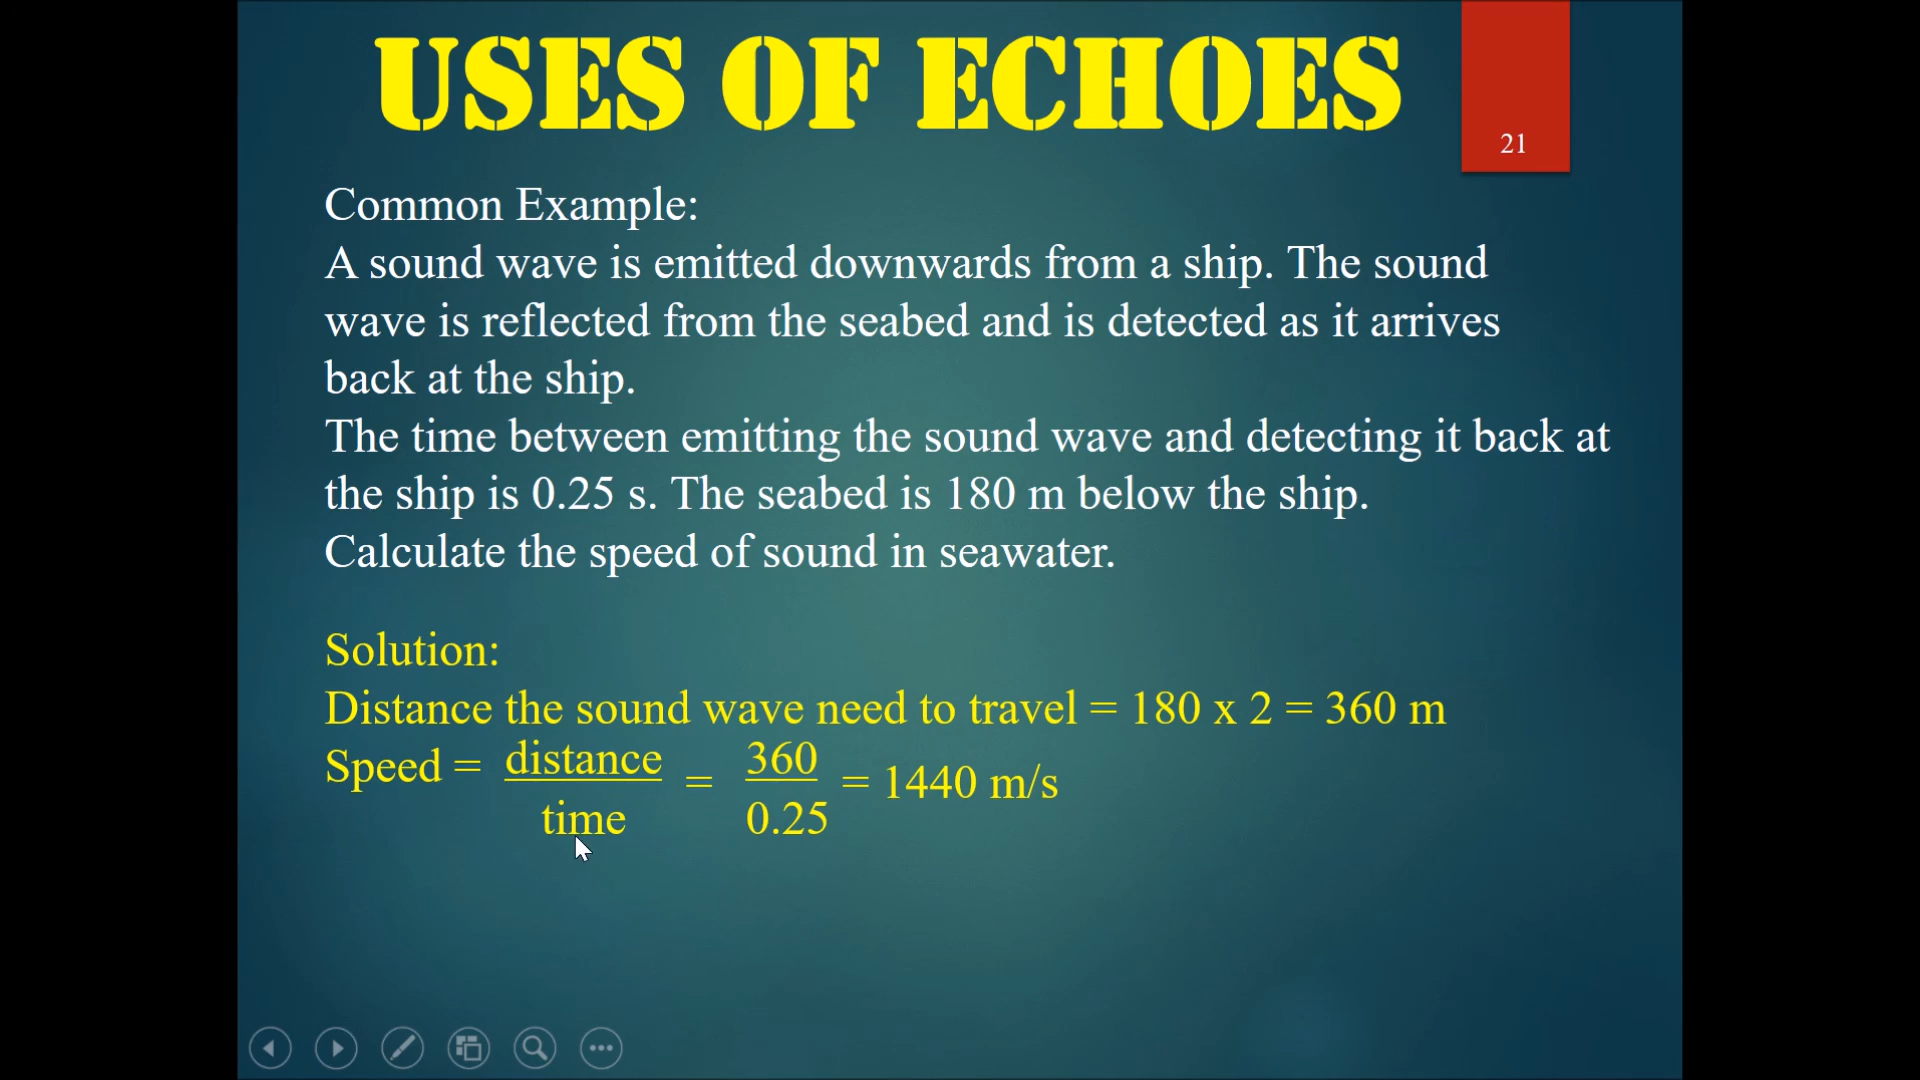 USES OF ECHOES
21
Common Example:
A sound wave is emitted downwards from a ship. The sound
wave is reflected from the seabed and is detected as it arrives
back at the ship.
The time between emitting the sound wave and detecting it back at
the ship is 0.25 s. The seabed is 180 m below the ship.
Calculate the speed of sound in seawater.
Solution:
Distance the sound wave need to travel = 180 x 2 = 360 m
Speed = distance = 360 = 1440 m/s
time 0.25